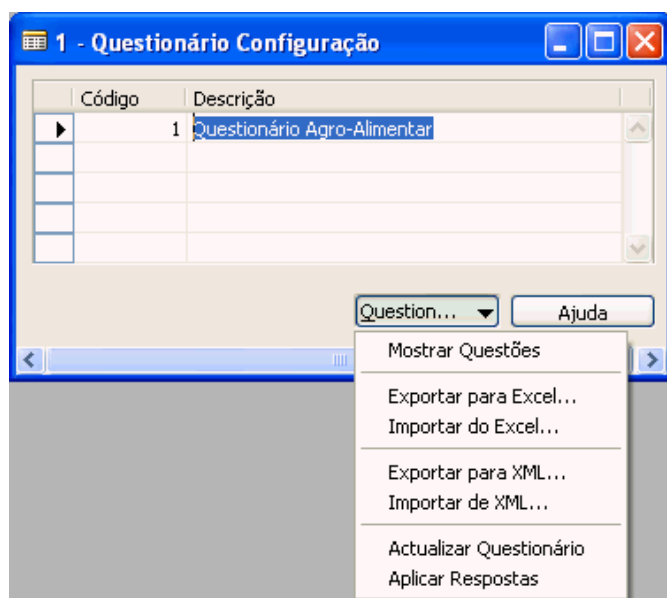 1 - Questionário Configuração
Código Descrição
1 Questionário Agro-Alimentar
Question... Ajuda
Mostrar Questões
Exportar para Excel...
Importar do Excel...
Exportar para XML...
Importar de XML...
Actualizar Questionário
Aplicar Respostas